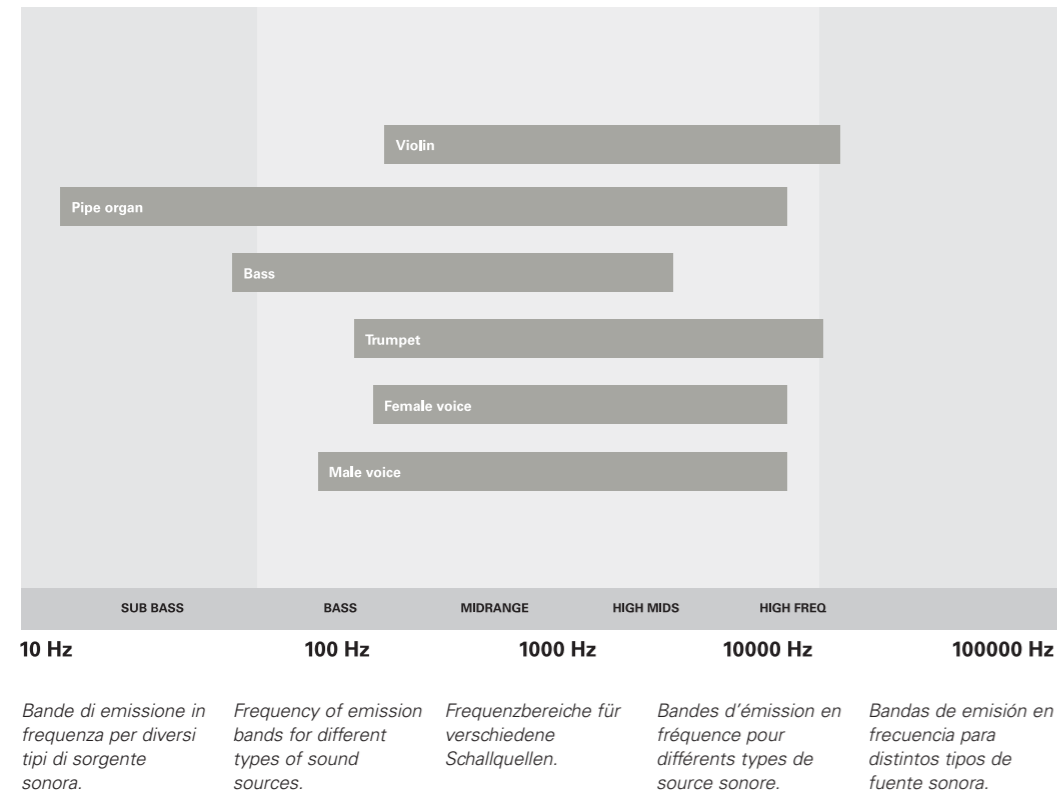 Violin
Pipe organ
Bass
Trumpet
Female voice
Male voice
SUB BASS BASS MIDRANGE HIGH MIDS HIGH FREQ
10 Hz 100 Hz 1000 Hz 10000 Hz 100000 Hz
Bande di emissione in
frequenza per diversi
tipi di sorgente
sonora.
Frequency of emission
bands for different
types of sound
sources.
Frequenzbereiche für
verschiedene
Schallquellen.
Bandes d’émission en
fréquence pour
différents types de
source sonore.
Bandas de emisión en
frecuencia para
distintos tipos de
fuente sonora.